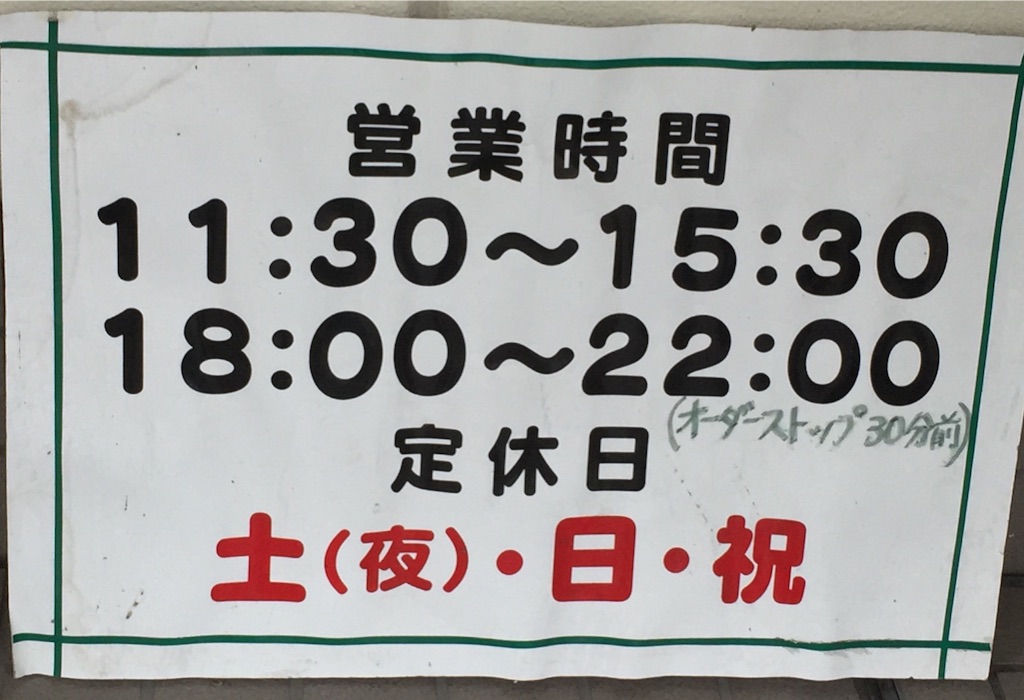 営業時間
11:30～15:30
18:00～22:00
(オーダーストップ30分前)
定休日
土(夜)・日・祝